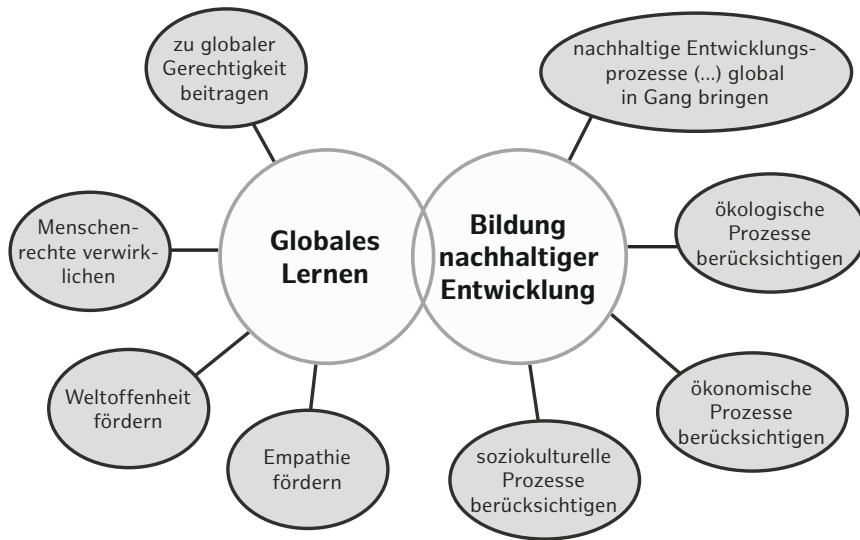 zu globaler
Gerechtigkeit
beitragen
nachhaltige Entwicklungs-
prozesse (...) global
in Gang bringen
Menschen-
rechte verwirk-
lichen
Globales
Lernen
Bildung
nachhaltiger
Entwicklung
ökologische
Prozesse
berücksichtigen
Weltoffenheit
fördern
Empathie
fördern
soziokulturelle
Prozesse
berücksichtigen
ökonomische
Prozesse
berücksichtigen